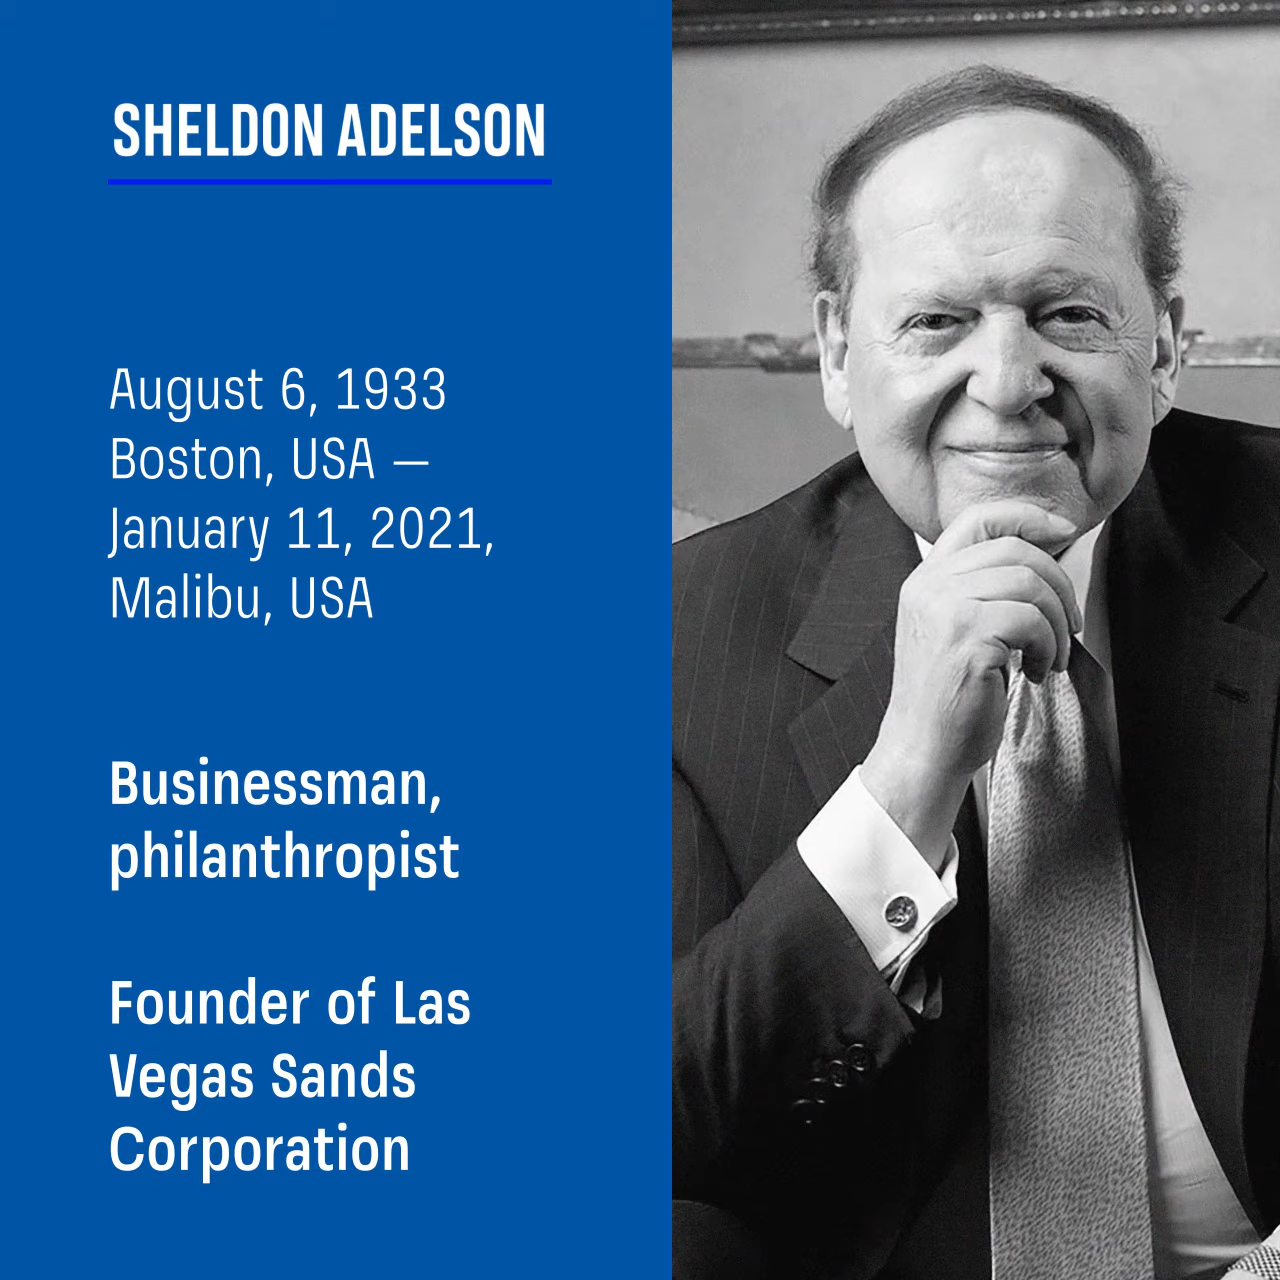 SHELDON ADELSON
August 6, 1933
Boston, USA —
January 11, 2021,
Malibu, USA
Businessman,
philanthropist
Founder of Las
Vegas Sands
Corporation